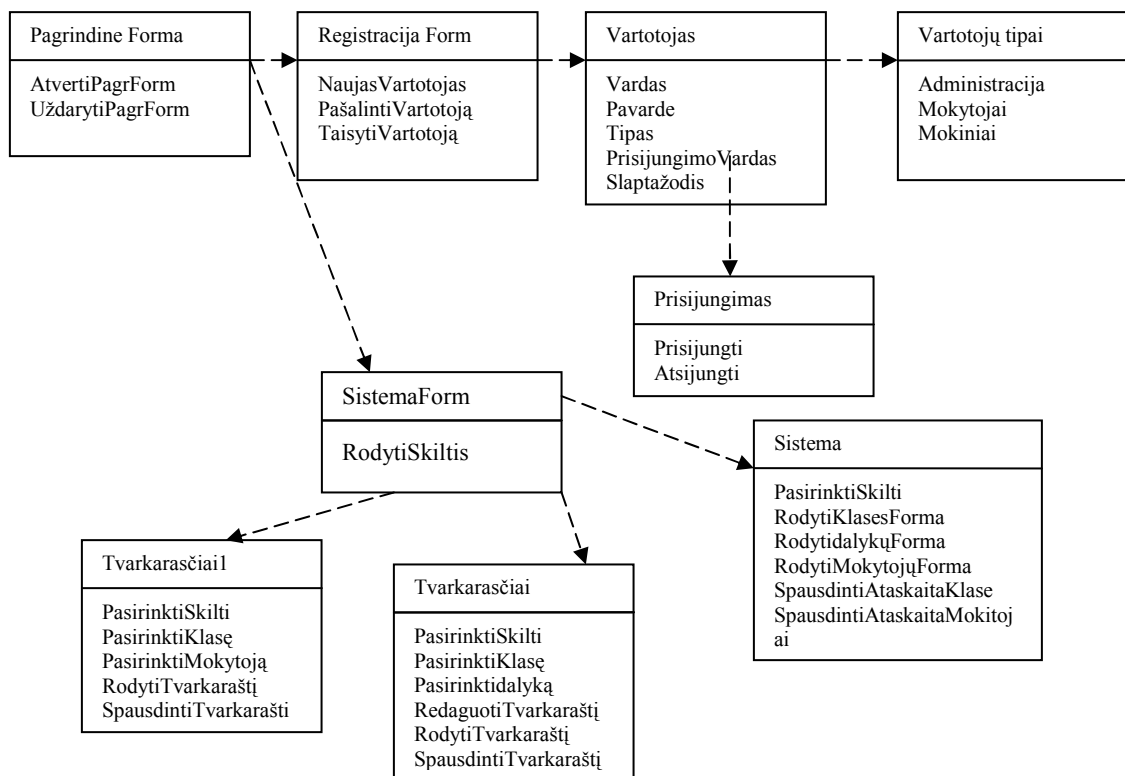 Pagrindine Forma
AtvertiPagrForm
UždarytiPagrForm
Registracija Form
NaujasVartotojas
PašalintiVartotoją
TaisytiVartotoją
Vartotojas
Vardas
Pavarde
Tipas
PrisijungimoVardas
Slaptažodis
Vartotojų tipai
Administracija
Mokytojai
Mokiniai
Prisijungimas
Prisijungti
Atsijungti
SistemaForm
RodytiSkiltis
Sistema
PasirinktiSkilti
RodytiKlasesForma
RodytidalykųForma
RodytiMokytojųForma
SpausdintiAtaskaitaKlase
SpausdintiAtaskaitaMokitoj
ai
Tvarkarasčiai1
PasirinktiSkilti
PasirinktiKlasę
PasirinktiMokytoją
RodytiTvarkaraštį
SpausdintiTvarkarašti
Tvarkarasčiai
PasirinktiSkilti
PasirinktiKlasę
Pasirinktidalyką
RedaguotiTvarkaraštį
RodytiTvarkaraštį
SpausdintiTvarkaraštį